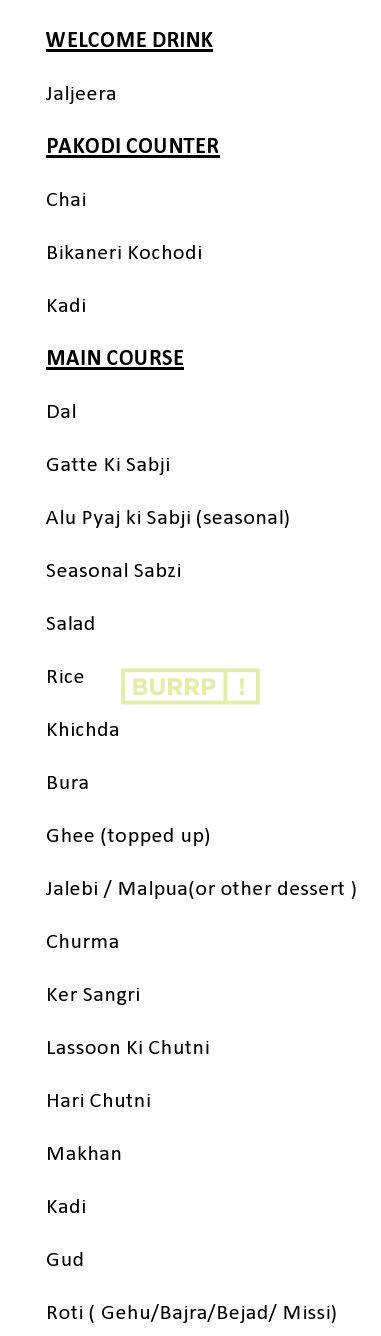 WELCOME DRINK
Jaljeera
PAKODI COUNTER
Chai
Bikaneri Kochodi
Kadi
MAIN COURSE
Dal
Gatte Ki Sabji
Alu Pyaj ki Sabji (seasonal)
Seasonal Sabzi
Salad
Rice
BURRP !
Khichda
Bura
Ghee (topped up)
Jalebi / Malpua(or other dessert )
Churma
Ker Sangri
Lassoon Ki Chutni
Hari Chutni
Makhan
Kadi
Gud
Roti ( Gehu/Bajra/Bejad/ Missi)